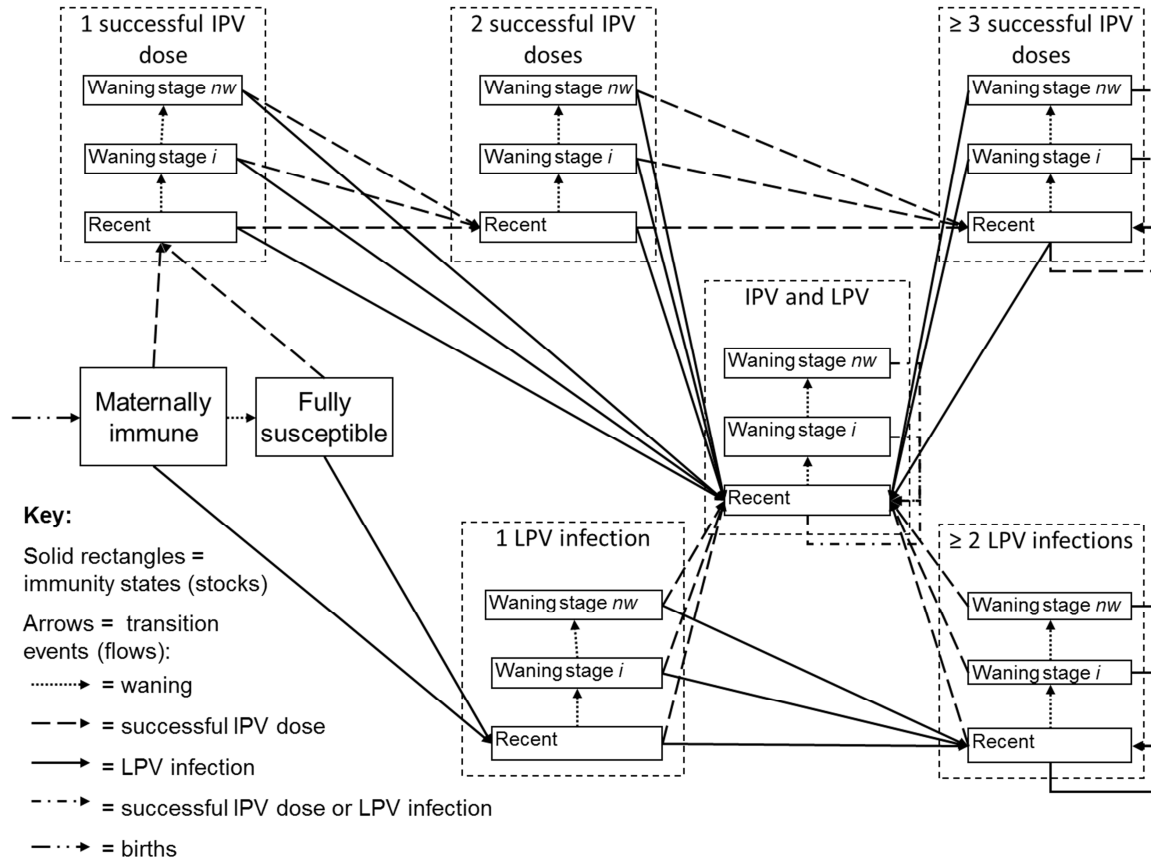 1 successful IPV
dose
Waning stage nw
Waning stage i
Recent
2 successful IPV
doses
Waning stage nw
Waning stage i
Recent
≥ 3 successful IPV
doses
Waning stage nw
Waning stage i
Recent
IPV and LPV
Waning stage nw
Waning stage i
Recent
Maternally
immune
Fully
susceptible
1 LPV infection
Waning stage nw
Waning stage i
Recent
≥ 2 LPV infections
Waning stage nw
Waning stage i
Recent
Key:
Solid rectangles =
immunity states (stocks)
Arrows = transition
events (flows):
= waning
= successful IPV dose
= LPV infection
= successful IPV dose or LPV infection
= births